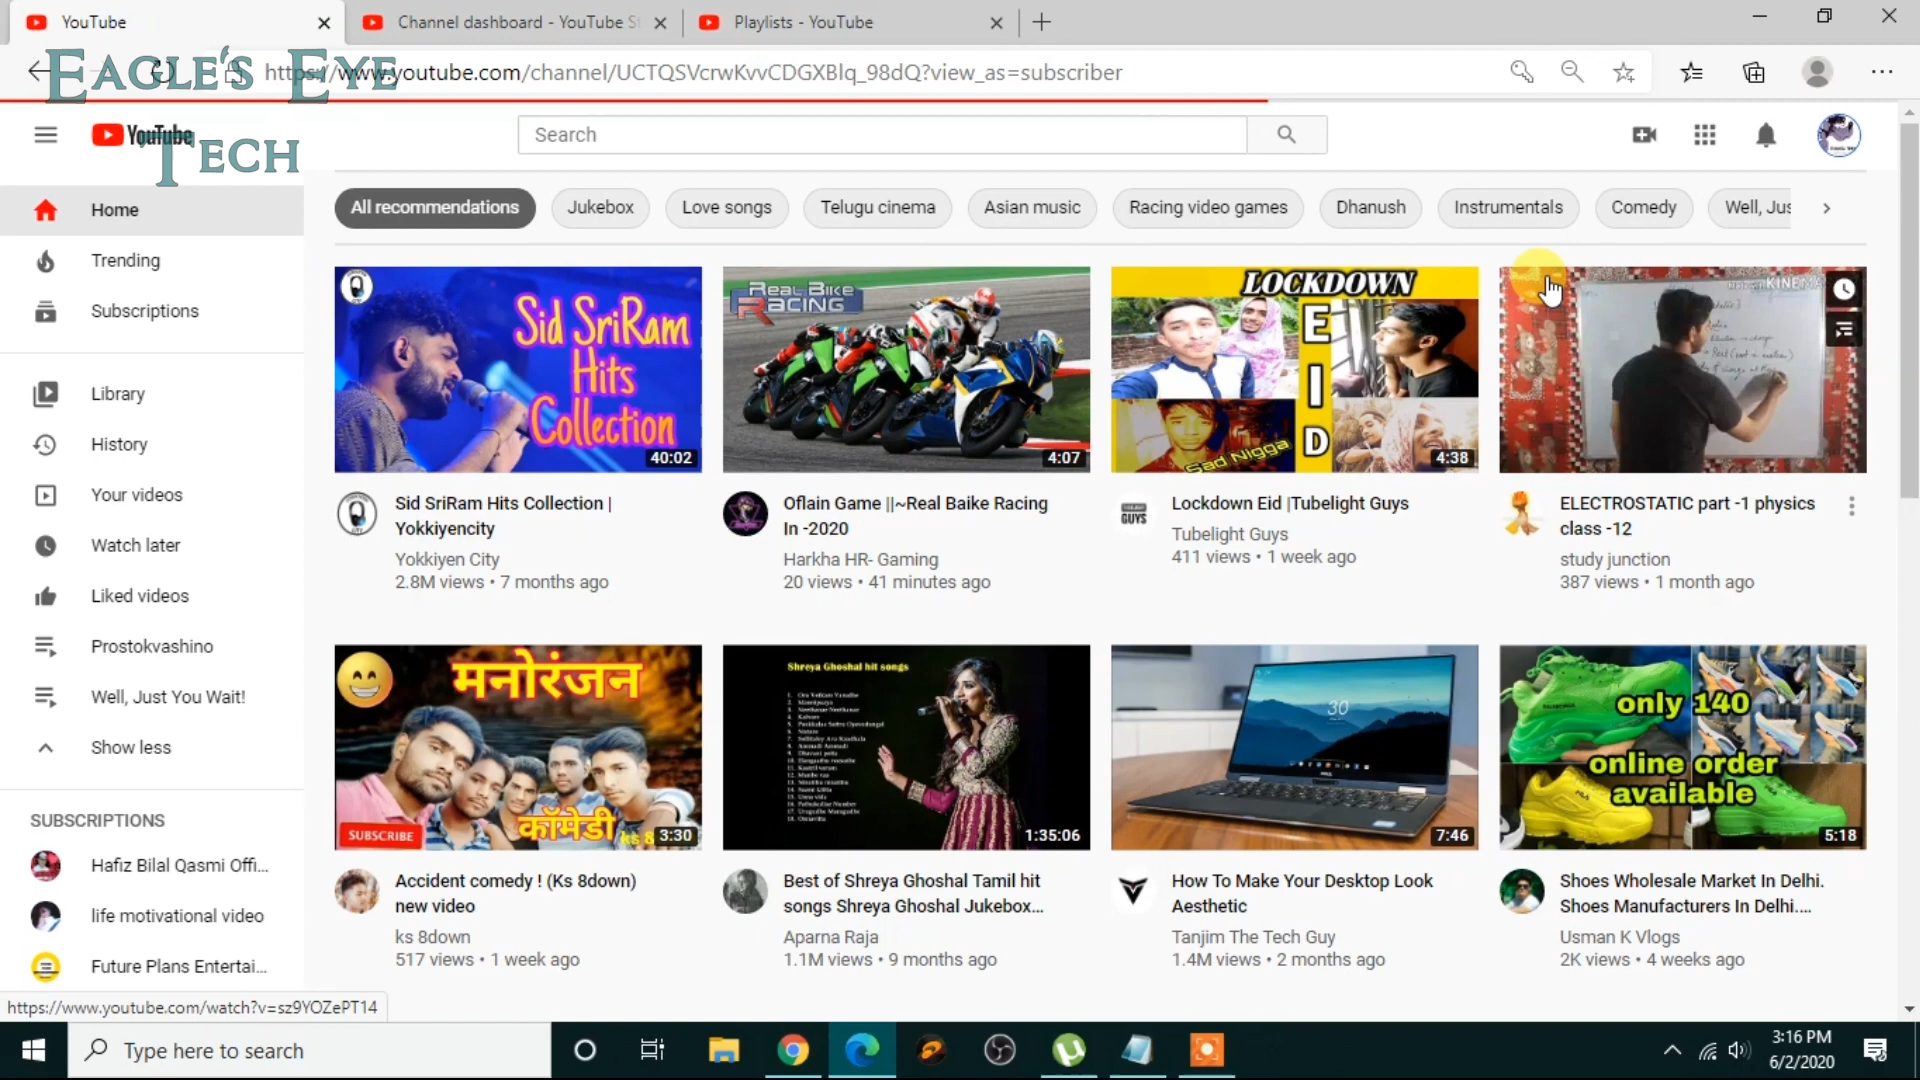 YouTube
Channel dashboard - YouTube S
Playlists - YouTube
https://www.youtube.com/channel/UCTQSVcrwKvvCDGXBlq_98dQ?view_as=subscriber
EAGLE'S EYE
TECH
YouTube
Search
Home
Trending
Subscriptions
Library
History
Your videos
Watch later
Liked videos
Prostokvashino
Well, Just You Wait!
Show less
SUBSCRIPTIONS
Hafiz Bilal Qasmi Offi...
life motivational video
Future Plans Entertai...
All recommendations
Jukebox
Love songs
Telugu cinema
Asian music
Racing video games
Dhanush
Instrumentals
Comedy
Well, Jus
Sid SriRam
Hits
Collection
40:02
Sid SriRam Hits Collection |
Yokkiyencity
Yokkiyen City
2.8M views • 7 months ago
Real Bike
Racing
4:07
Oflain Game ||~Real Baike Racing
In -2020
Harkha HR- Gaming
20 views • 41 minutes ago
LOCKDOWN
EID
Sad Nigga
4:38
TUBELIGHT
GUYS
Lockdown Eid |Tubelight Guys
Tubelight Guys
411 views • 1 week ago
KINEMA
ELECTROSTATIC part -1 physics
class -12
study junction
387 views • 1 month ago
मनोरंजन
कॉमेडी
ks 8
SUBSCRIBE
3:30
Accident comedy ! (Ks 8down)
new video
ks 8down
517 views • 1 week ago
Shreya Ghoshal hit songs
1:35:06
Best of Shreya Ghoshal Tamil hit
songs Shreya Ghoshal Jukebox...
Aparna Raja
1.1M views • 9 months ago
30
7:46
How To Make Your Desktop Look
Aesthetic
Tanjim The Tech Guy
1.4M views • 2 months ago
only 140
online order
available
5:18
Shoes Wholesale Market In Delhi.
Shoes Manufacturers In Delhi....
Usman K Vlogs
2K views • 4 weeks ago
https://www.youtube.com/watch?v=sz9YOZePT14
Type here to search
3:16 PM
6/2/2020